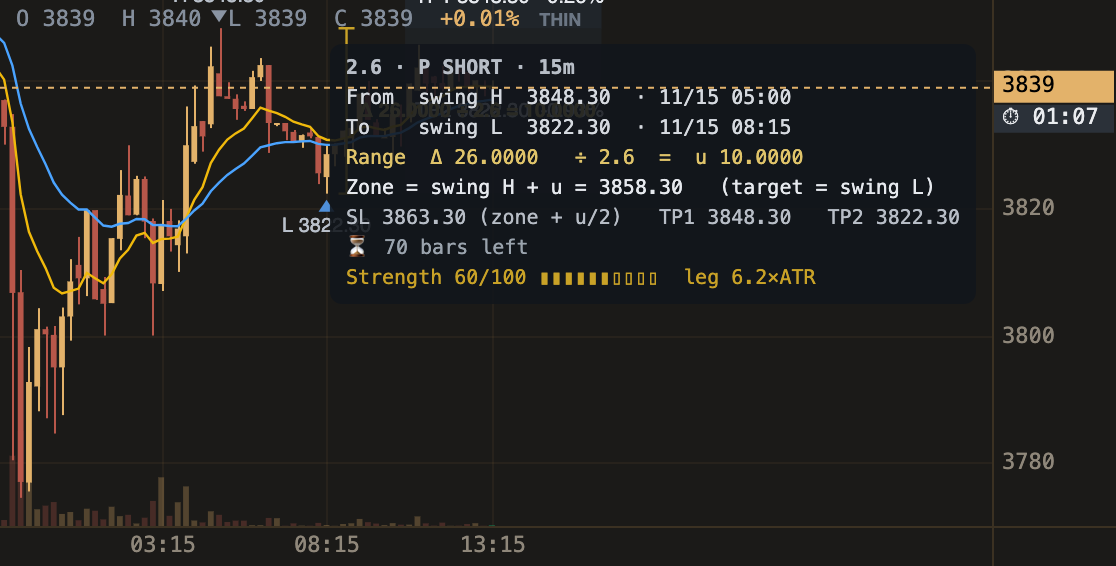 O 3839 H 3840 L 3839 C 3839 +0.01% THIN
2.6 · P SHORT · 15m
From swing H 3848.30 · 11/15 05:00
To swing L 3822.30 · 11/15 08:15
Range Δ 26.0000 ÷ 2.6 = u 10.0000
Zone = swing H + u = 3858.30 (target = swing L)
SL 3863.30 (zone + u/2) TP1 3848.30 TP2 3822.30
⏳ 70 bars left
Strength 60/100 ▮▮▮▮▮▮▯▯▯▯ leg 6.2×ATR
L 3822.30
3839
⏱ 01:07
3820
3800
3780
03:15 08:15 13:15